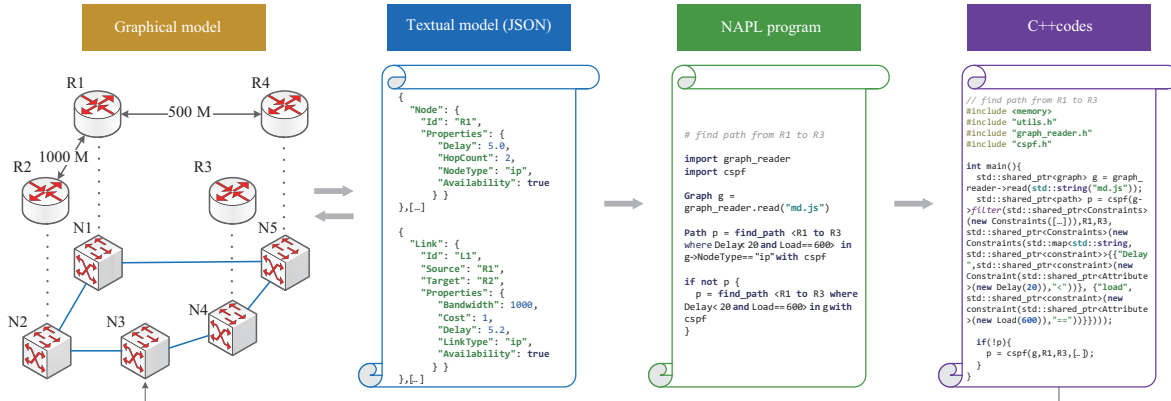 Graphical model
Textual model (JSON)
NAPL program
C++codes
R1
R4
500 M
1000 M
R2
R3
N1
N5
N4
N2
N3
{
"Node": {
"Id": "R1",
"Properties": {
"Delay": 5.0,
"HopCount": 2,
"NodeType": "ip",
"Availability": true
} }
},[…]
{
"Link": {
"Id": "L1",
"Source": "R1",
"Target": "R2",
"Properties": {
"Bandwidth": 1000,
"Cost": 1,
"Delay": 5.2,
"LinkType": "ip",
"Availability": true
} }
},[…]
# find path from R1 to R3
import graph_reader
import cspf
Graph g =
graph_reader.read("md.js")
Path p = find_path <R1 to R3
where Delay<20 and Load==600> in
g->NodeType=="ip" with cspf
if not p {
p = find_path <R1 to R3 where
Delay<20 and Load==600> in g with
cspf
}
// find path from R1 to R3
#include <memory>
#include "utils.h"
#include "graph_reader.h"
#include "cspf.h"
int main(){
std::shared_ptr<graph> g = graph_
reader->read(std::string("md.js"));
std::shared_ptr<path> p = cspf(g-
>filter(std::shared_ptr<Constraints>
(new Constraints([…])),R1,R3,
std::shared_ptr<Constraints>(new
Constraints(std::map<std::string,
std::shared_ptr<constraint>>{{"Delay
",std::shared_ptr<constraint>(new
Constraint(std::shared_ptr<Attribute
>(new Delay(20)),"<"))}, {"load",
std::shared_ptr<constraint>(new
constraint(std::shared_ptr<Attribute
>(new Load(600)),"=="))}})));
if(!p){
p = cspf(g,R1,R3,[…]);
}
}